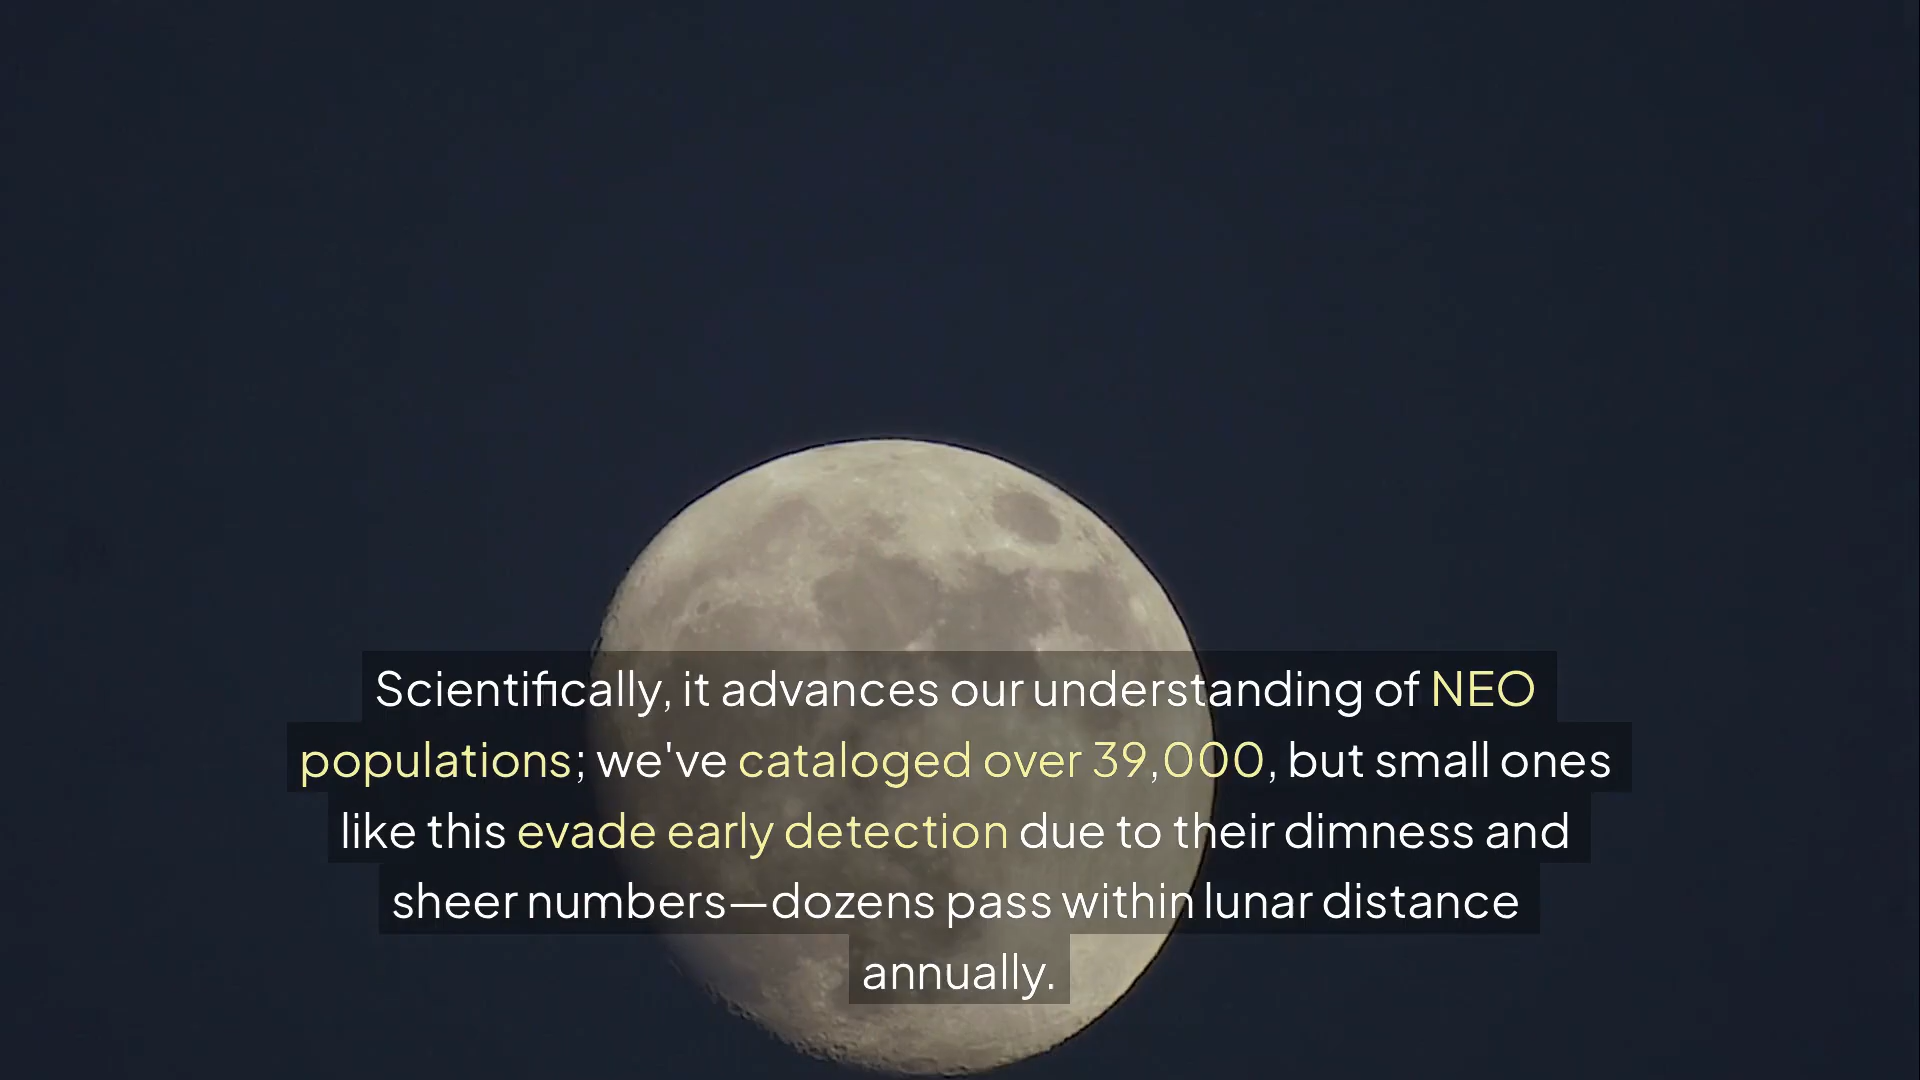 Scientifically, it advances our understanding of NEO
populations; we've cataloged over 39,000, but small ones
like this evade early detection due to their dimness and
sheer numbers—dozens pass within lunar distance
annually.